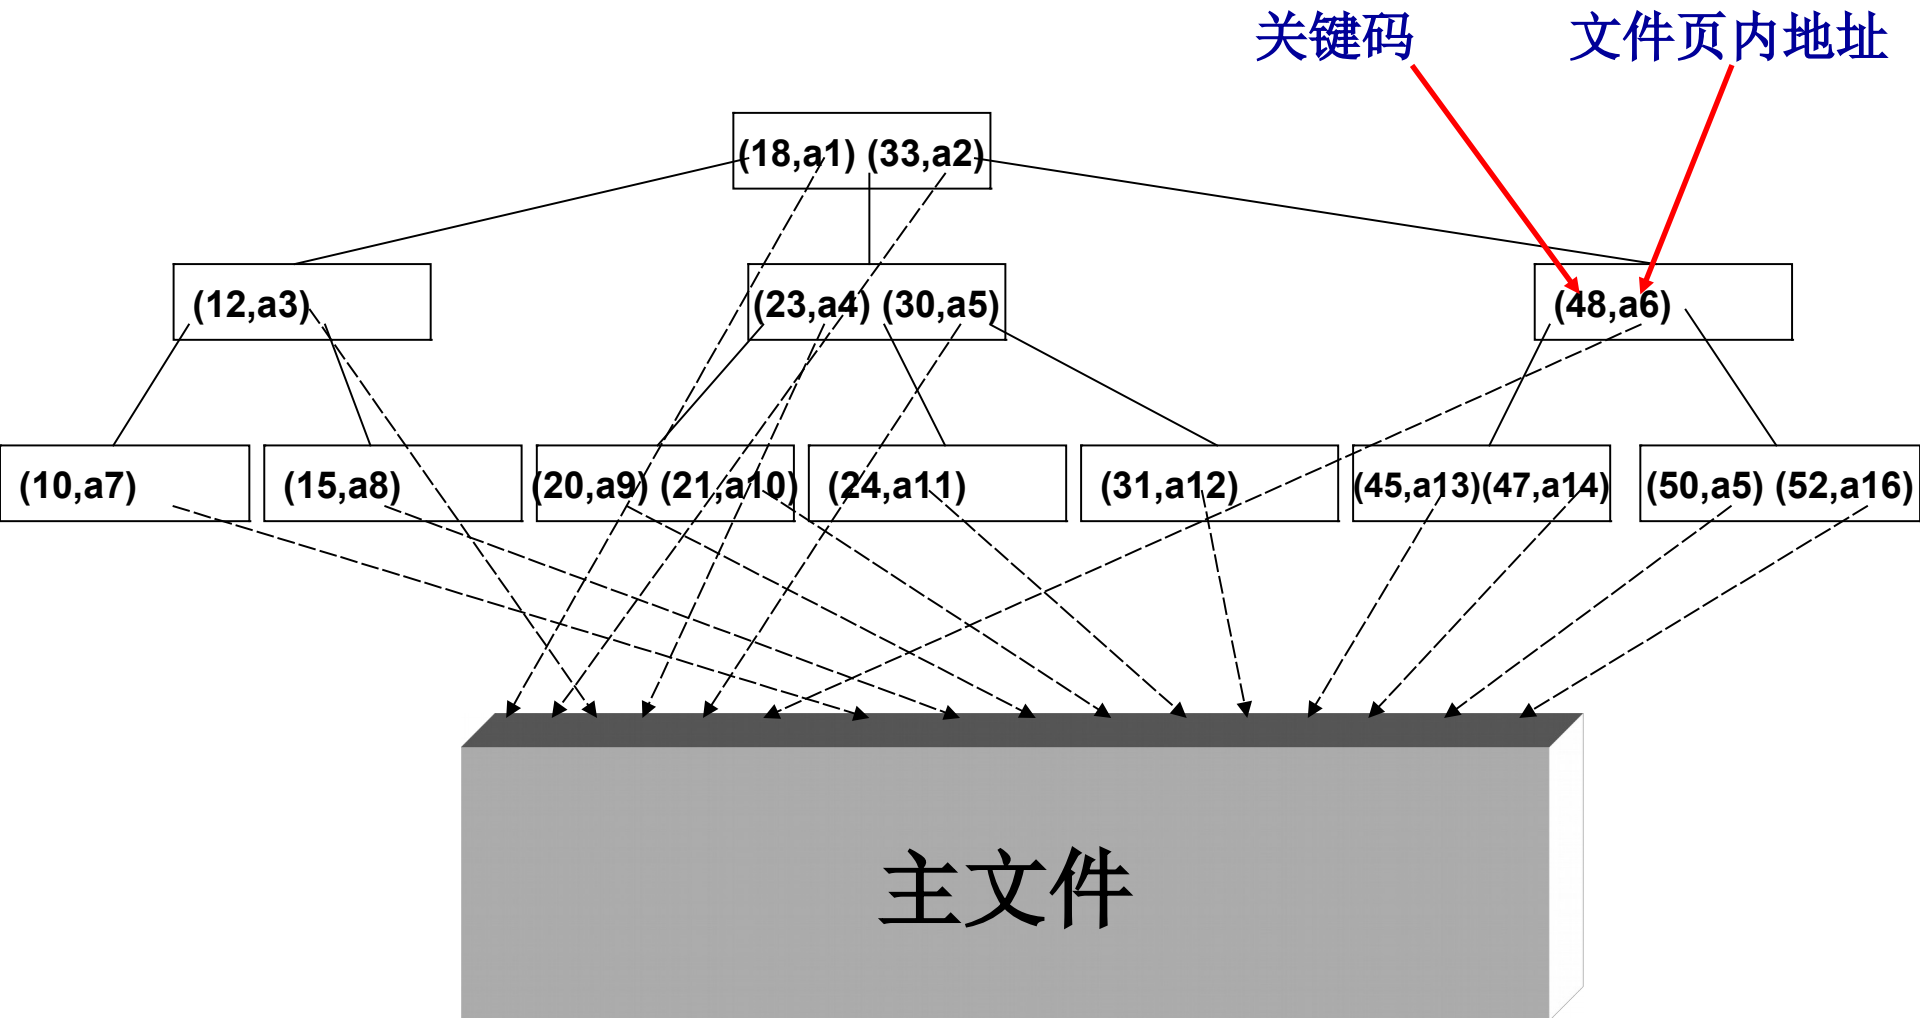 关键码 文件页内地址
(18,a1) (33,a2)
(12,a3) (23,a4) (30,a5) (48,a6)
(10,a7) (15,a8) (20,a9) (21,a10) (24,a11) (31,a12) (45,a13)(47,a14) (50,a5) (52,a16)
主文件